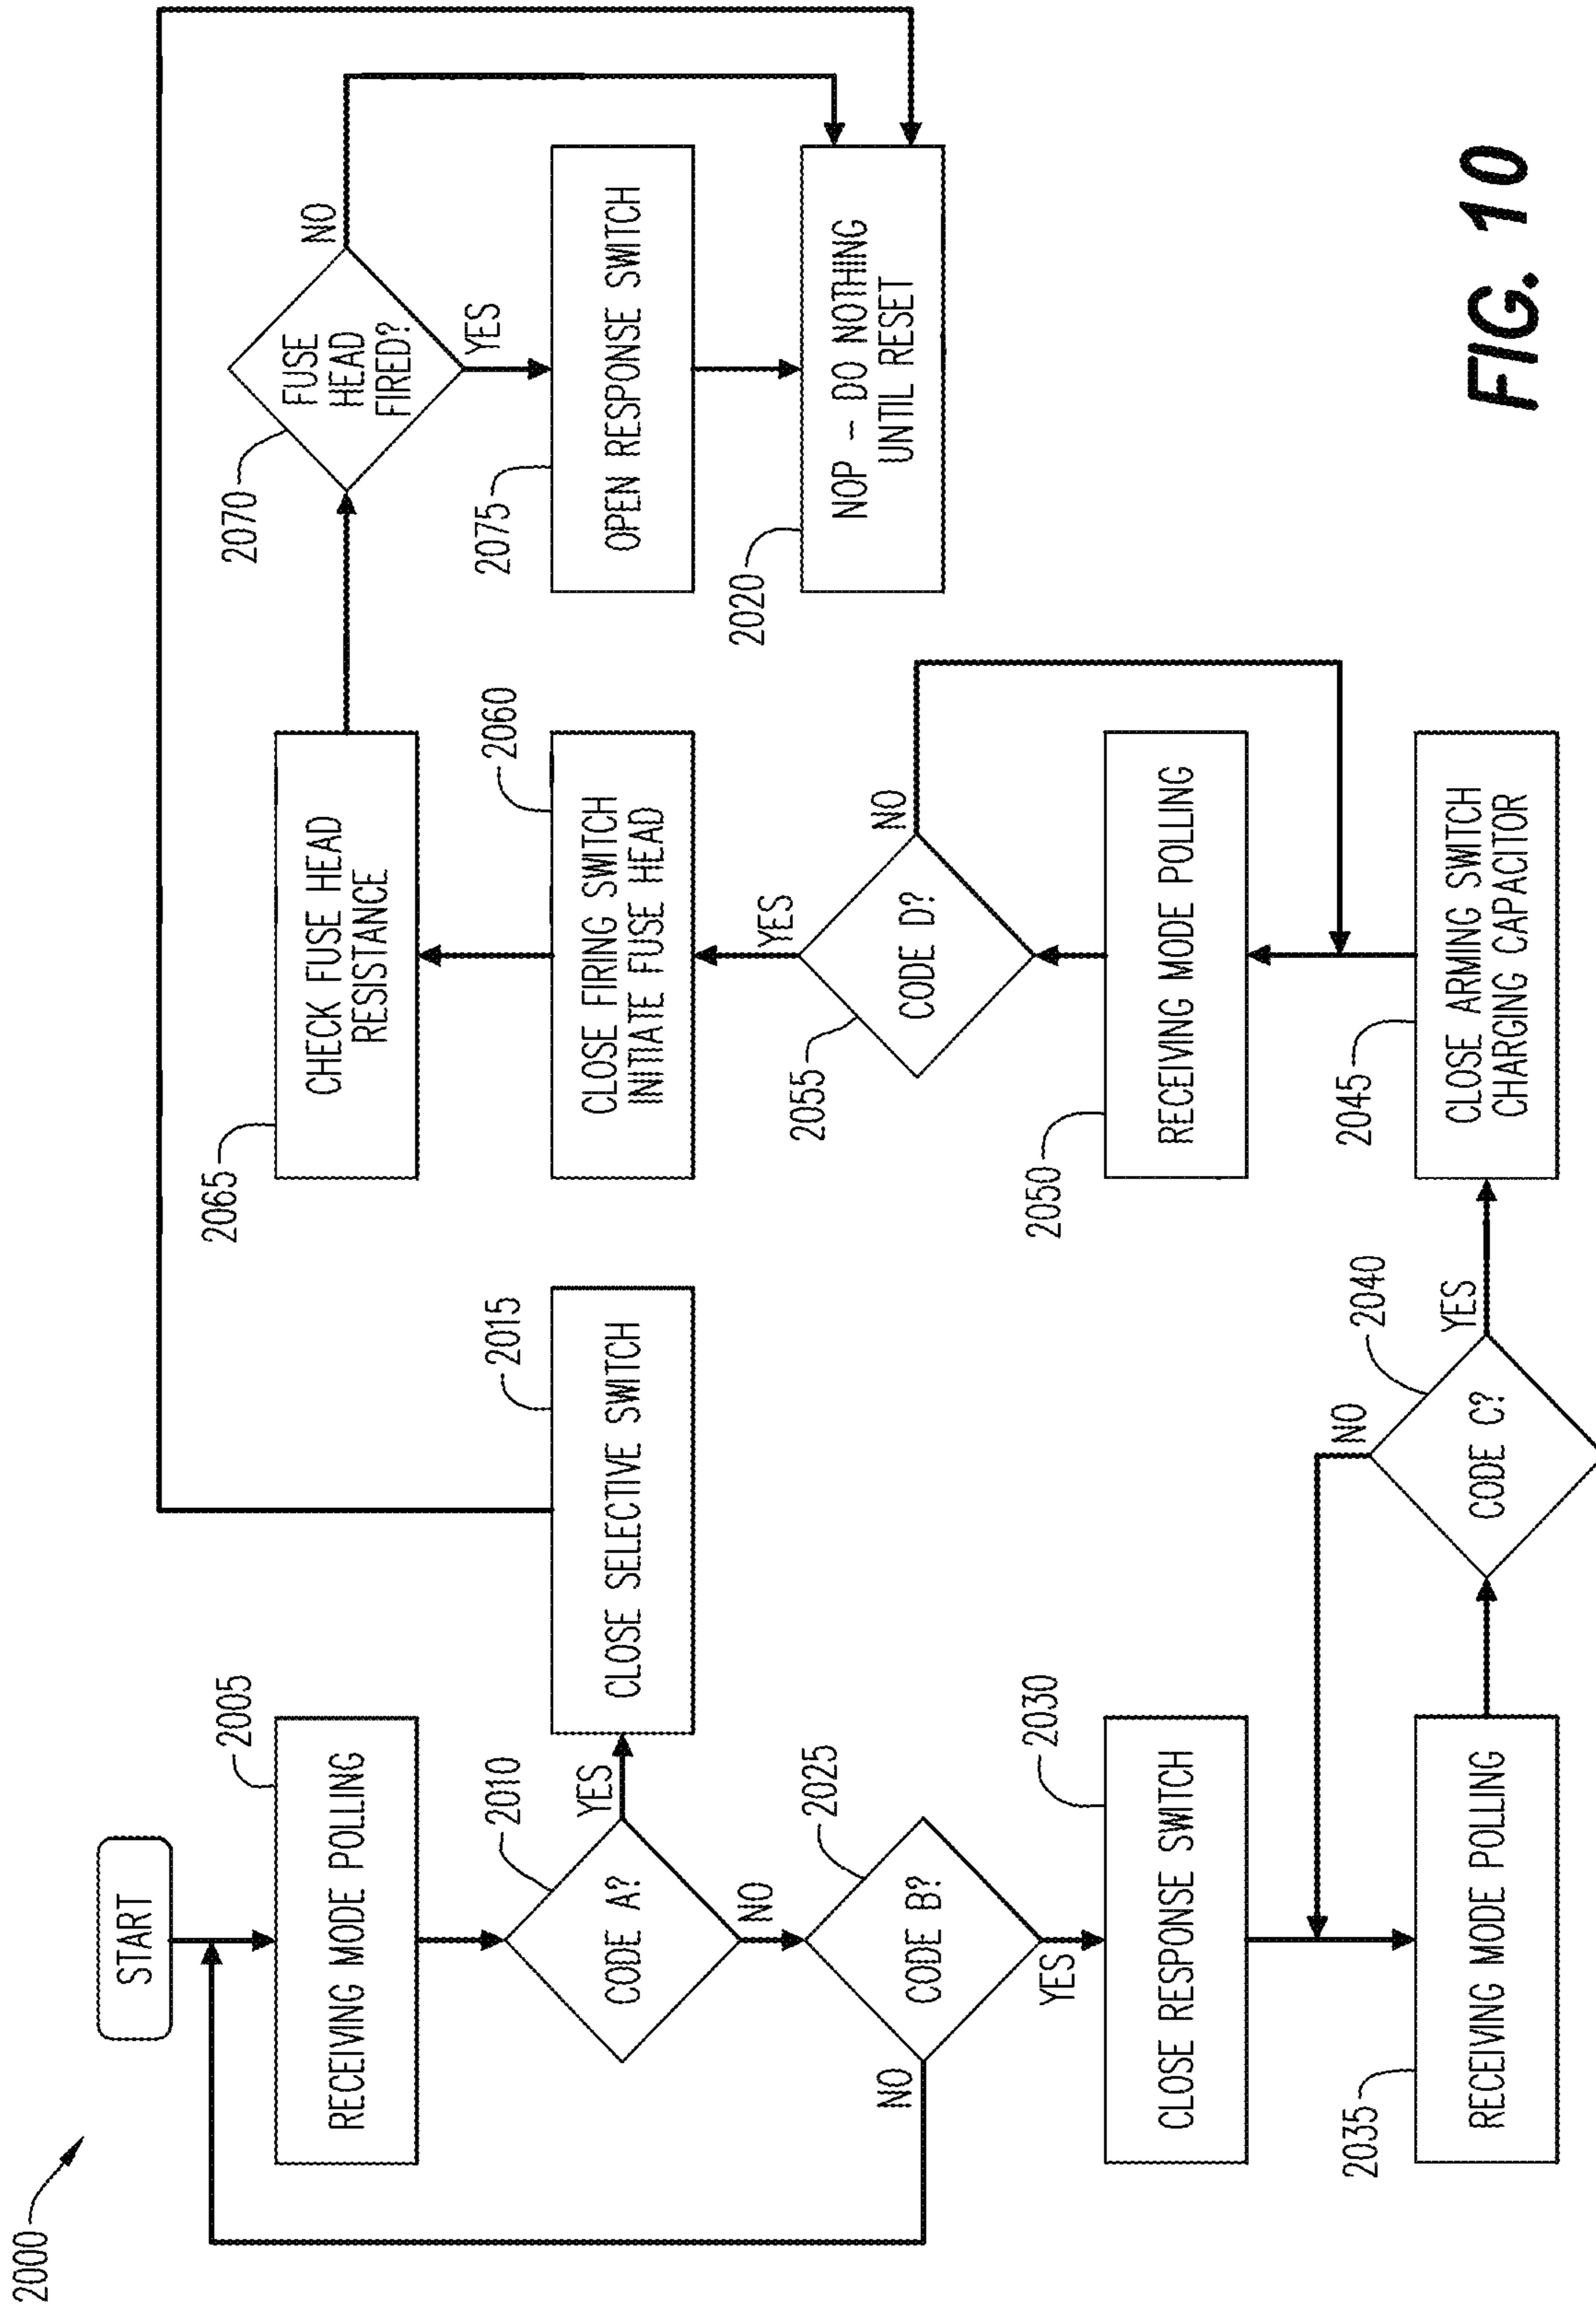 2000
START
2005
RECEIVING MODE POLLING
2010
CODE A?
YES
NO
2015
CLOSE SELECTIVE SWITCH
2025
CODE B?
NO
YES
2030
CLOSE RESPONSE SWITCH
2035
RECEIVING MODE POLLING
2040
CODE C?
NO
YES
2045
CLOSE ARMING SWITCH
CHARGING CAPACITOR
2050
RECEIVING MODE POLLING
2055
CODE D?
NO
YES
2060
CLOSE FIRING SWITCH
INITIATE FUSE HEAD
2065
CHECK FUSE HEAD
RESISTANCE
2070
FUSE
HEAD
FIRED?
NO
YES
2075
OPEN RESPONSE SWITCH
2020
NOP – DO NOTHING
UNTIL RESET
FIG. 10